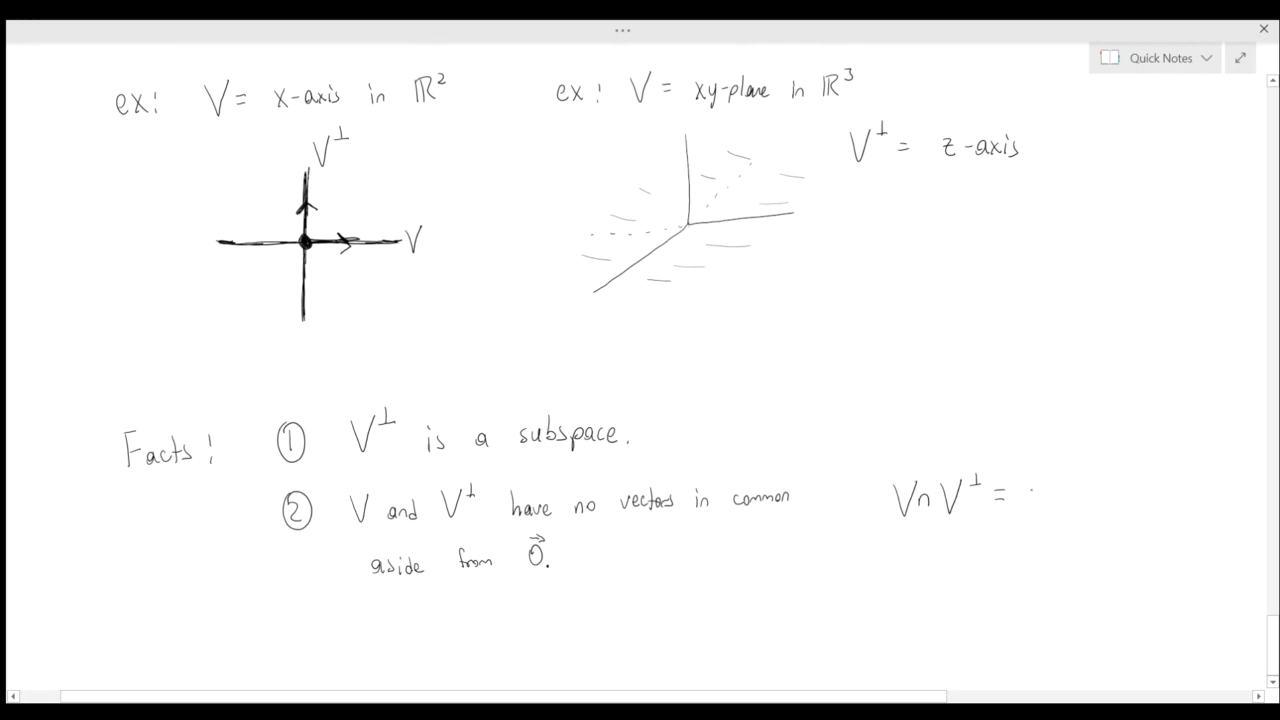 Quick Notes
ex: V = x-axis in ℝ² ex: V = xy-plane in ℝ³
V^⊥ V^⊥ = z-axis
V
Facts: ① V^⊥ is a subspace.
② V and V^⊥ have no vectors in common V∩V^⊥ =
aside from 0⃗.